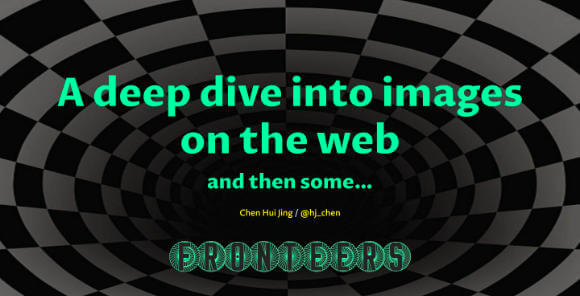 A deep dive into images
on the web
and then some...
Chen Hui Jing / @hj_chen
FRONTEERS